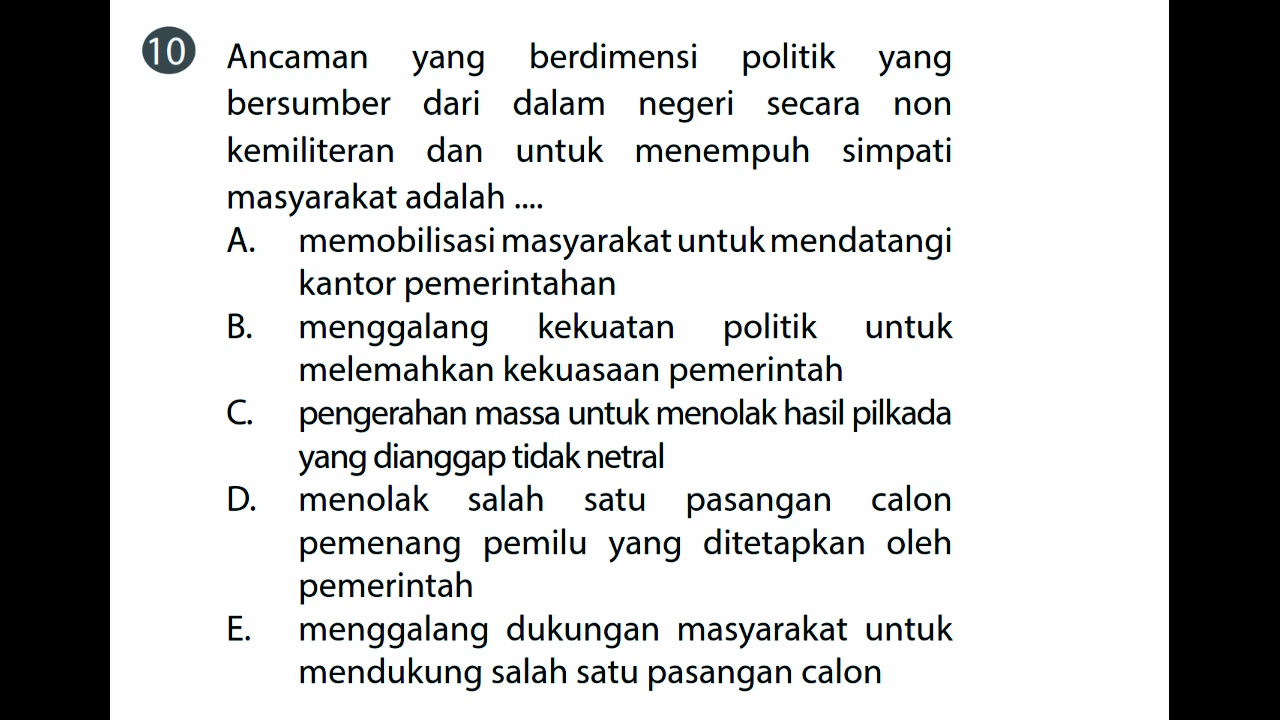 10 Ancaman yang berdimensi politik yang
bersumber dari dalam negeri secara non
kemiliteran dan untuk menempuh simpati
masyarakat adalah ....
A. memobilisasi masyarakat untuk mendatangi
kantor pemerintahan
B. menggalang kekuatan politik untuk
melemahkan kekuasaan pemerintah
C. pengerahan massa untuk menolak hasil pilkada
yang dianggap tidak netral
D. menolak salah satu pasangan calon
pemenang pemilu yang ditetapkan oleh
pemerintah
E. menggalang dukungan masyarakat untuk
mendukung salah satu pasangan calon